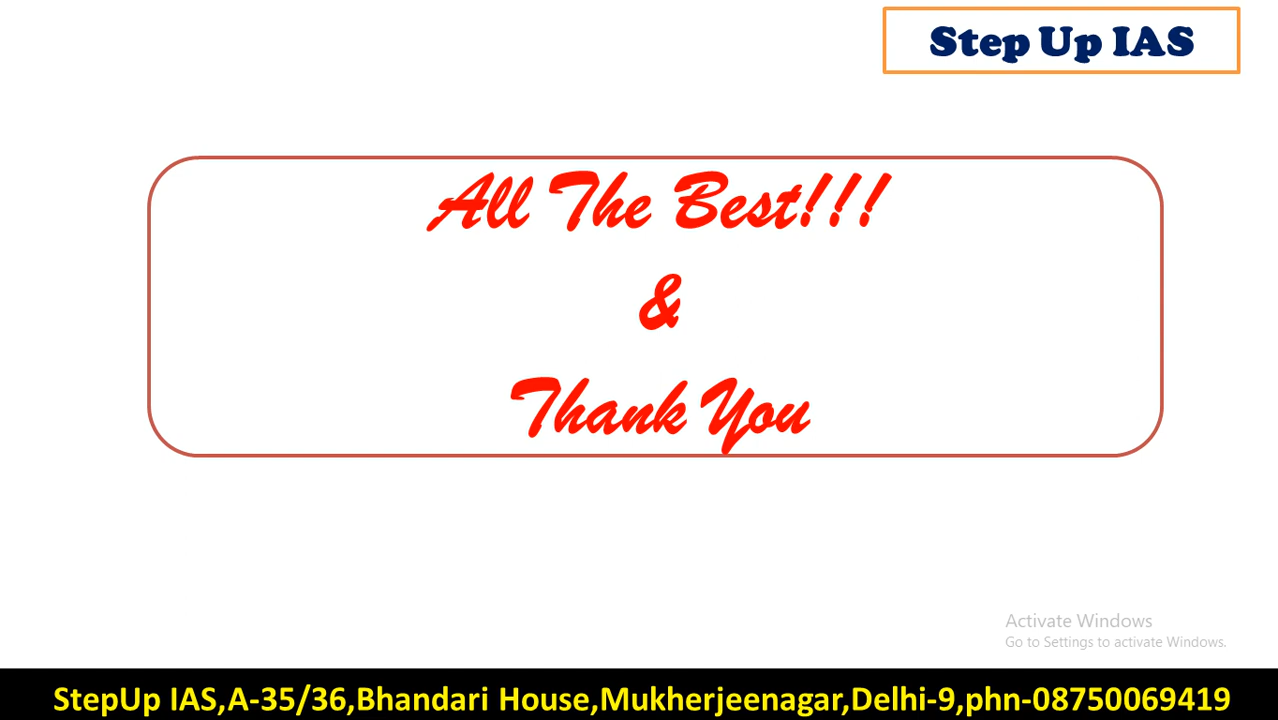 Step Up IAS
All The Best!!!
&
Thank You
Activate Windows
Go to Settings to activate Windows.
StepUp IAS,A-35/36,Bhandari House,Mukherjeenagar,Delhi-9,phn-08750069419